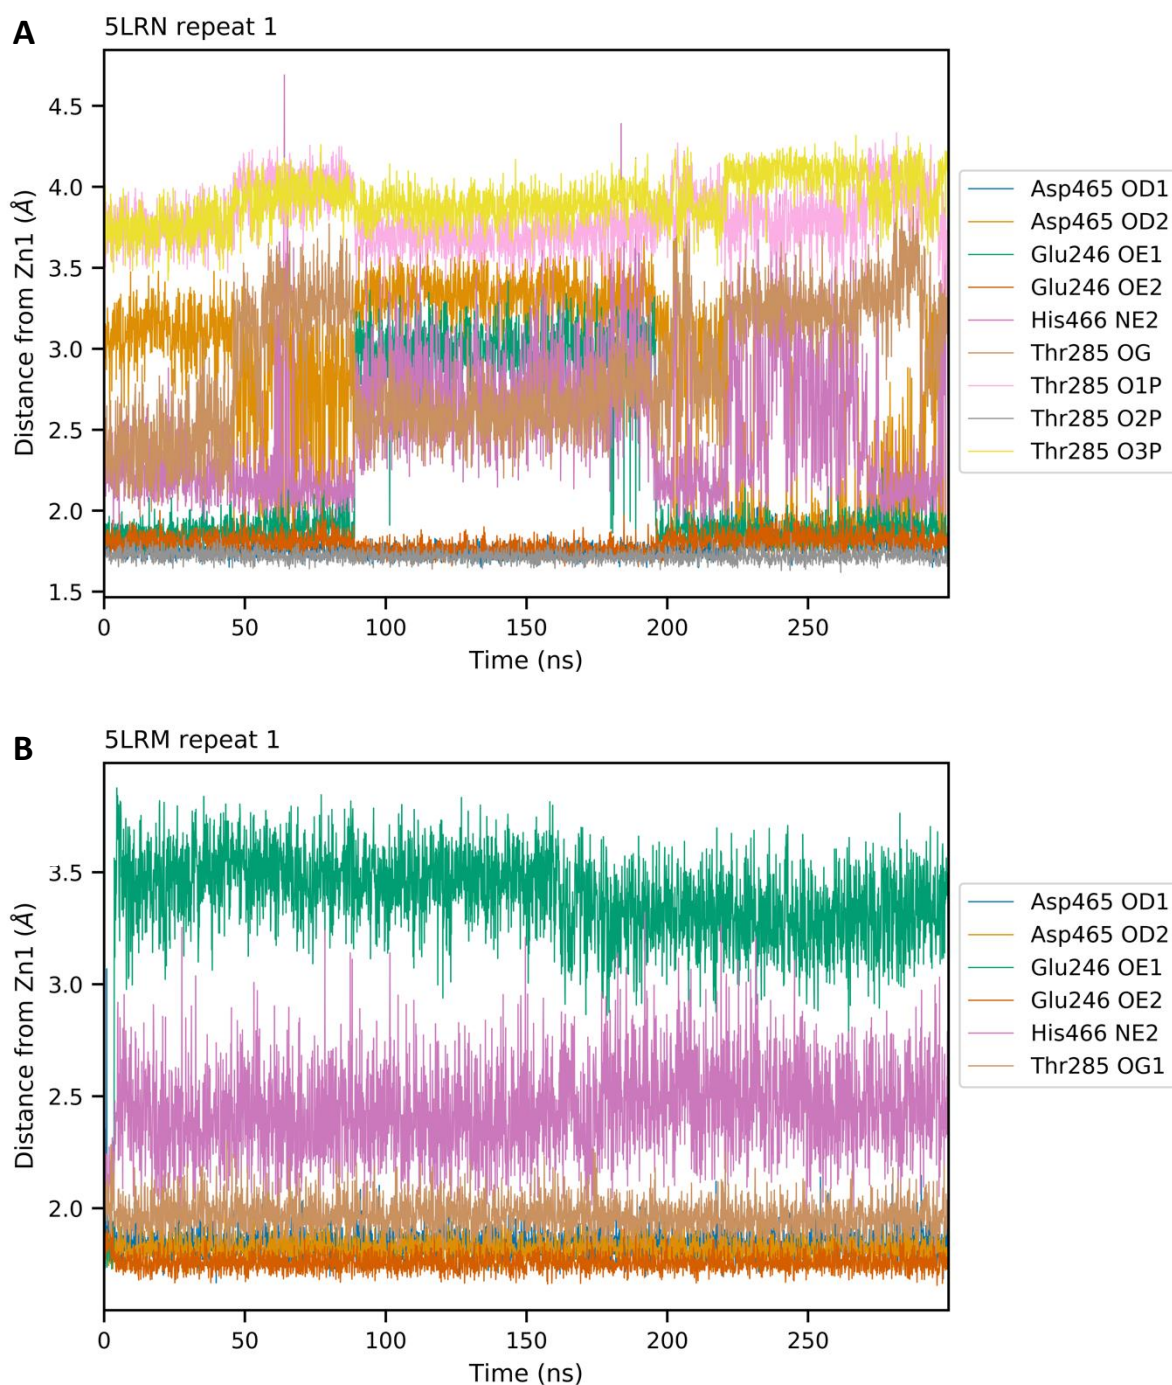 A
5LRN repeat 1
Distance from Zn1 (Å)
4.5
4.0
3.5
3.0
2.5
2.0
1.5
0
50
100
150
200
250
Time (ns)
Asp465 OD1
Asp465 OD2
Glu246 OE1
Glu246 OE2
His466 NE2
Thr285 OG
Thr285 O1P
Thr285 O2P
Thr285 O3P
B
5LRM repeat 1
Distance from Zn1 (Å)
3.5
3.0
2.5
2.0
0
50
100
150
200
250
Time (ns)
Asp465 OD1
Asp465 OD2
Glu246 OE1
Glu246 OE2
His466 NE2
Thr285 OG1